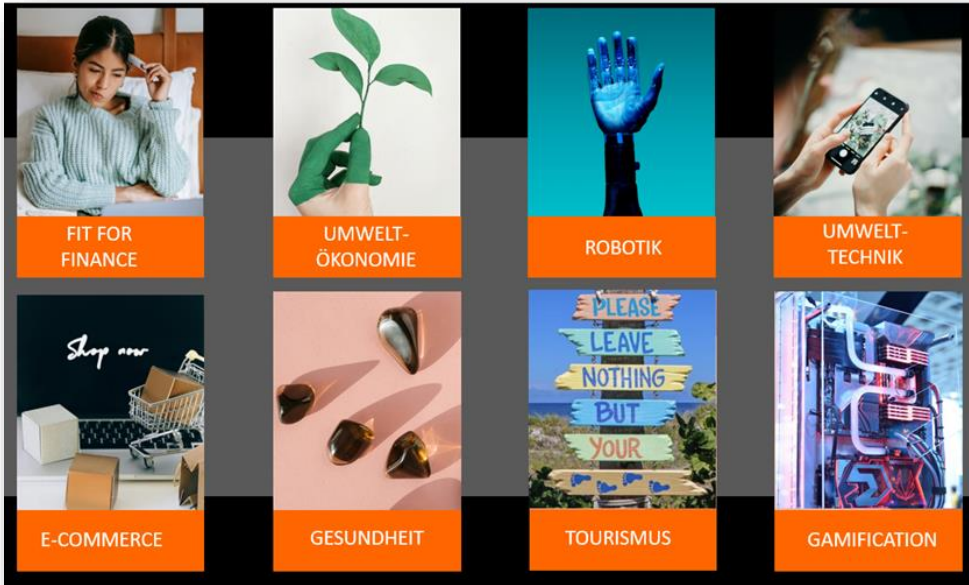 FIT FOR
FINANCE
UMWELT-
ÖKONOMIE
ROBOTIK
UMWELT-
TECHNIK
Shop now
PLEASE
LEAVE
NOTHING
BUT
YOUR
E-COMMERCE
GESUNDHEIT
TOURISMUS
GAMIFICATION